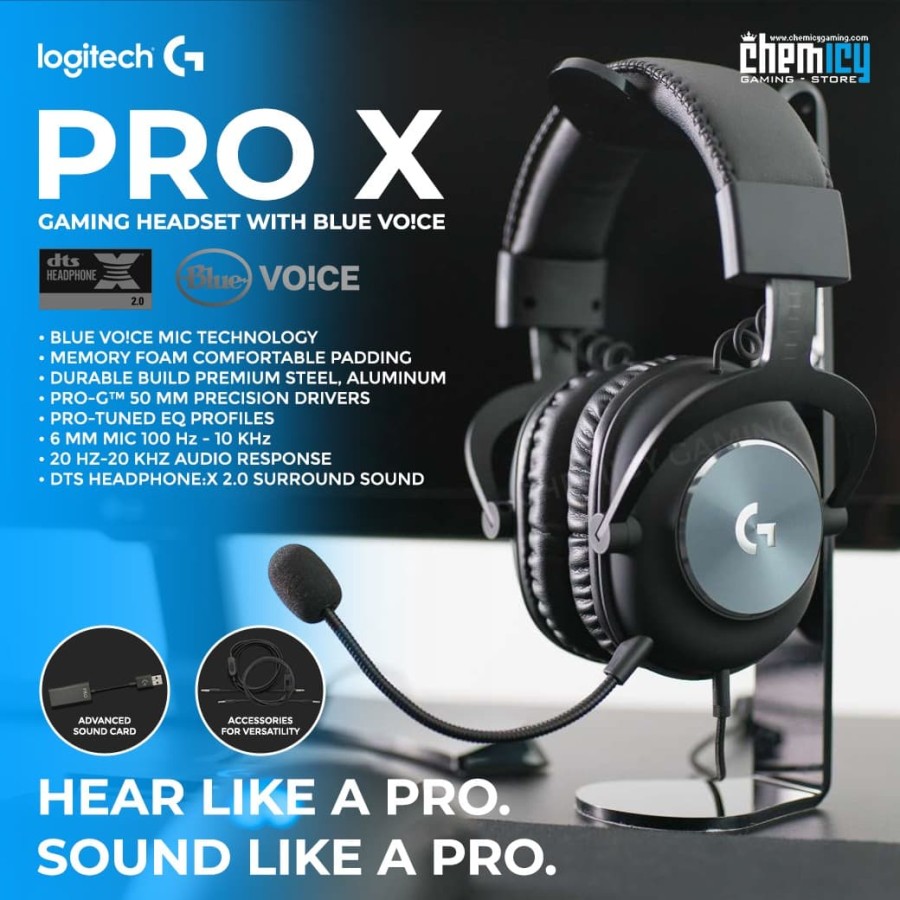 logitech G
www.chemicygaming.com
chemicy
GAMING - STORE
PRO X
GAMING HEADSET WITH BLUE VO!CE
dts
HEADPHONE X
2.0
Blue VO!CE
• BLUE VO!CE MIC TECHNOLOGY
• MEMORY FOAM COMFORTABLE PADDING
• DURABLE BUILD PREMIUM STEEL, ALUMINUM
• PRO-G™ 50 MM PRECISION DRIVERS
• PRO-TUNED EQ PROFILES
• 6 MM MIC 100 Hz - 10 KHz
• 20 HZ-20 KHZ AUDIO RESPONSE
• DTS HEADPHONE:X 2.0 SURROUND SOUND
CHEMICY GAMING
G
ADVANCED
SOUND CARD
ACCESSORIES
FOR VERSATILITY
HEAR LIKE A PRO.
SOUND LIKE A PRO.